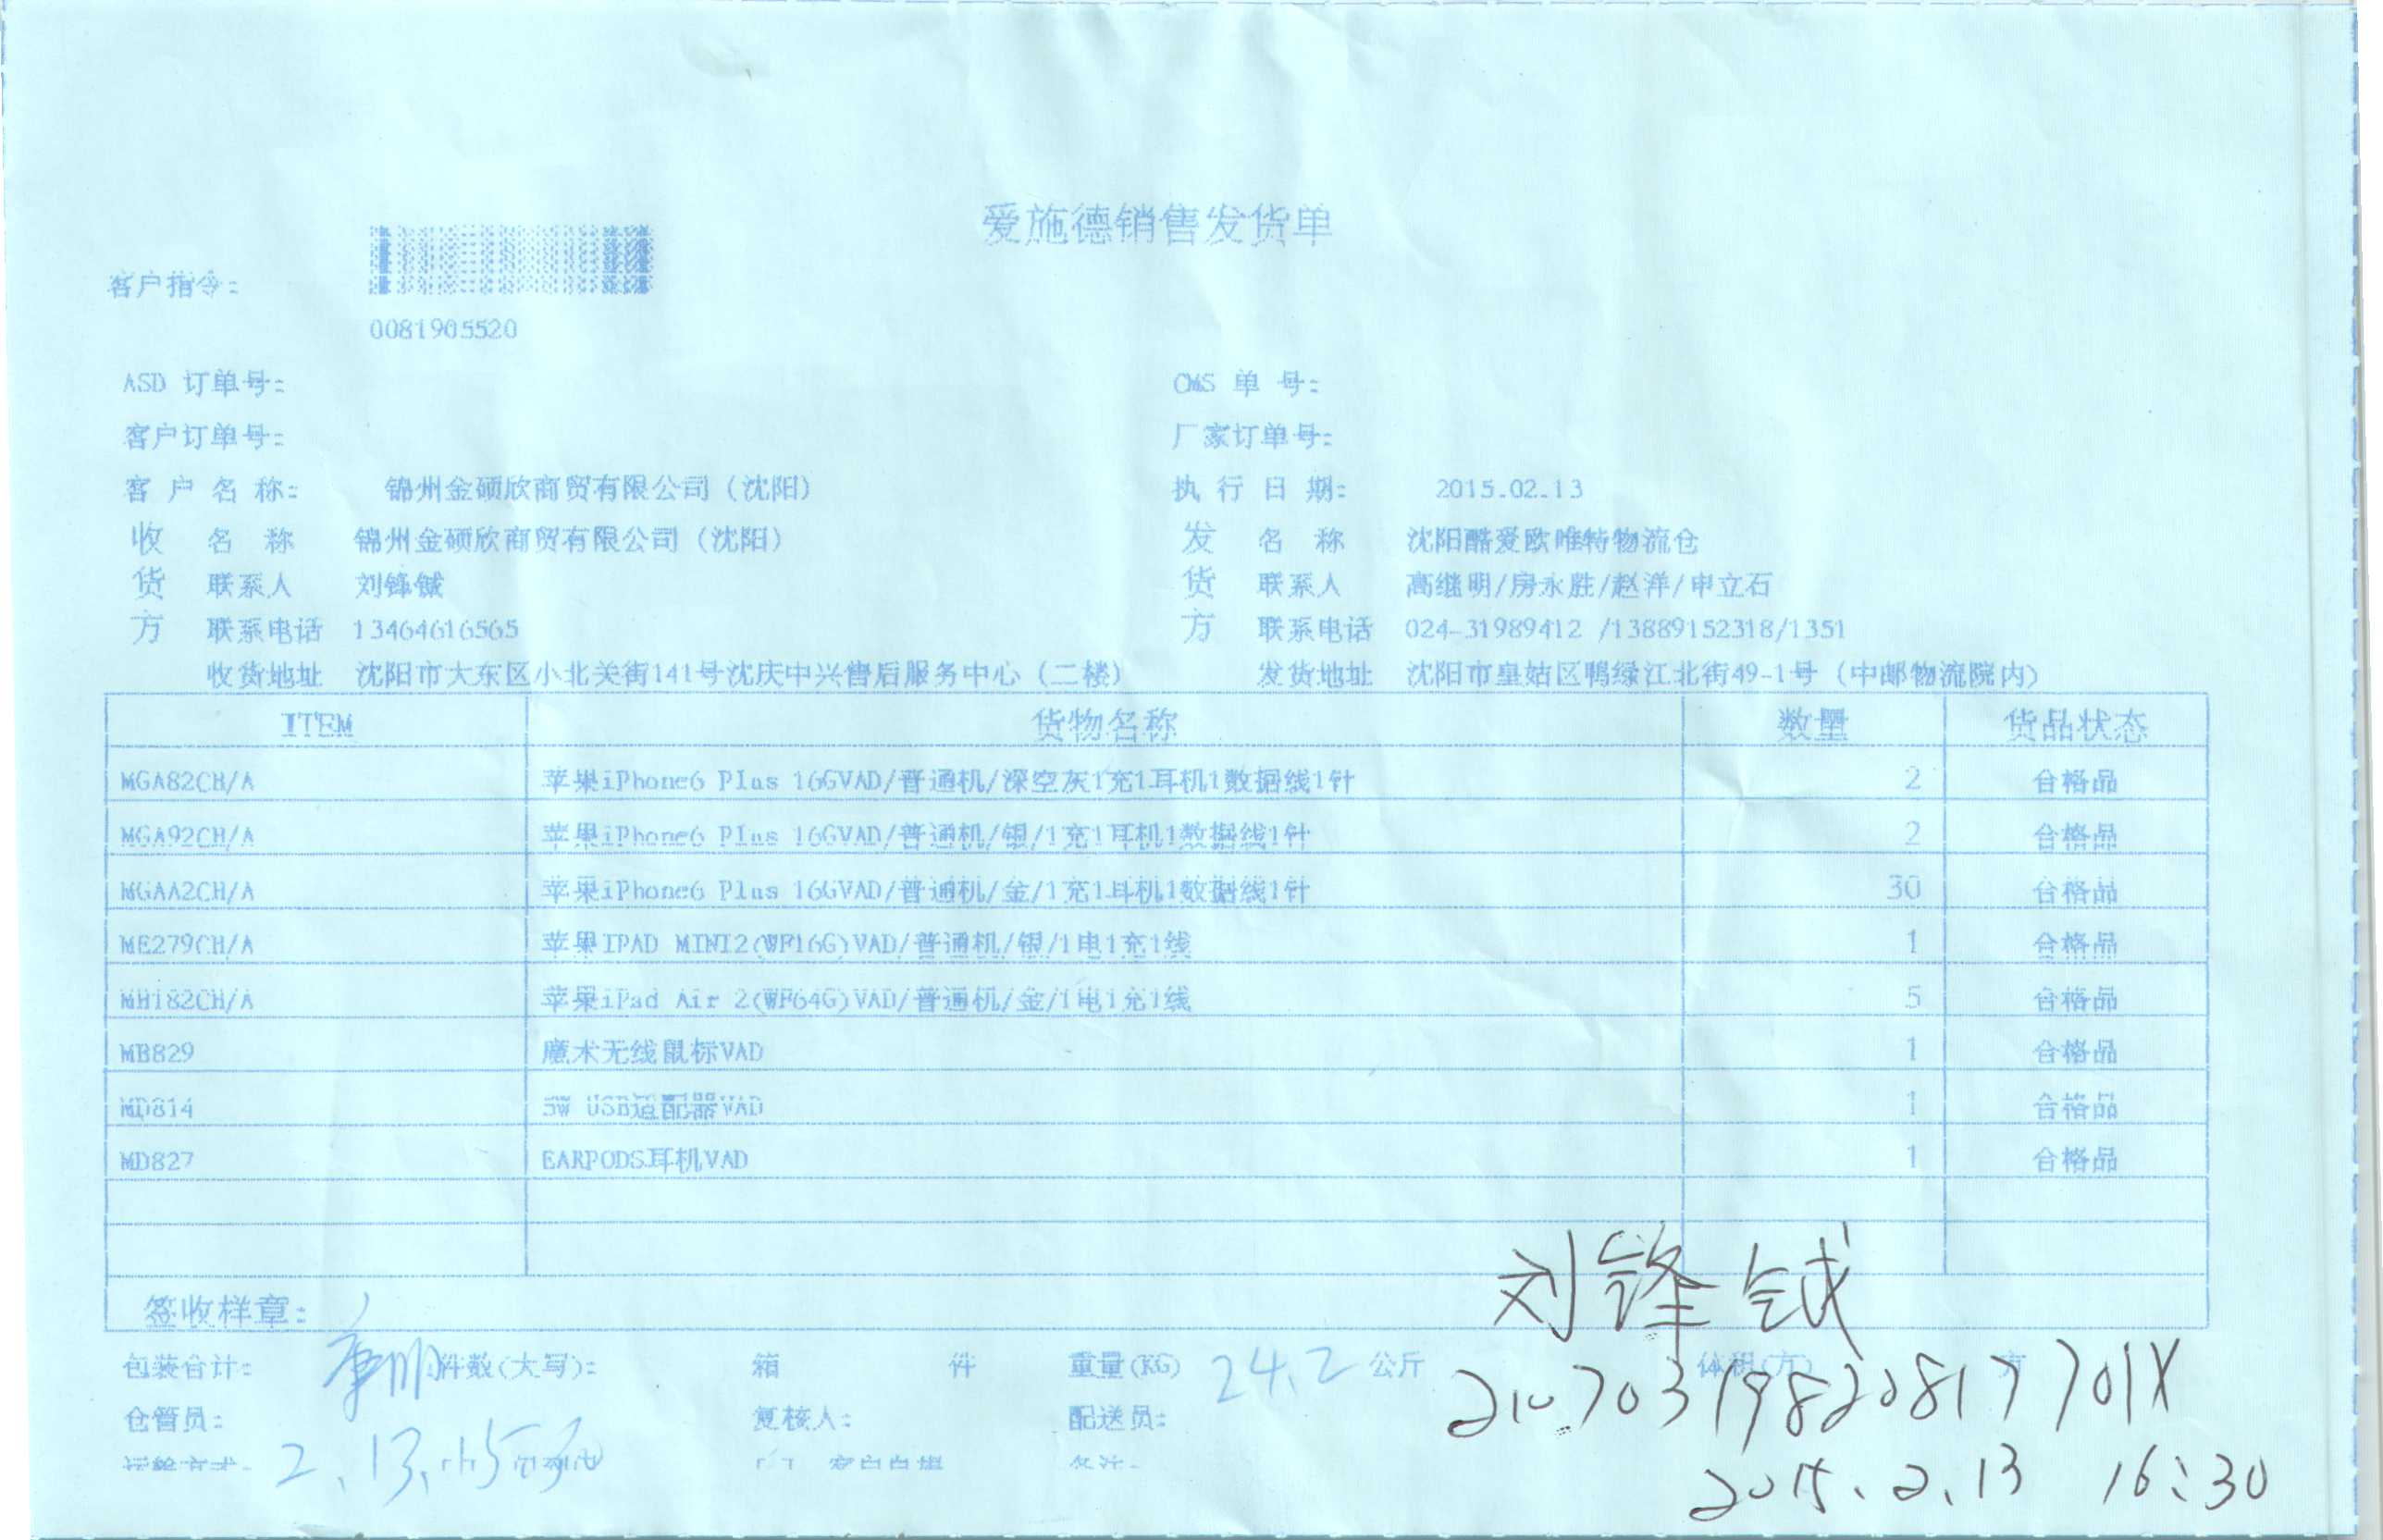 爱施德销售发货单
客户指令:
0081905520
ASD 订单号: CMS 单 号:
客户订单号: 厂家订单号:
客 户 名 称: 锦州金硕欣商贸有限公司 (沈阳) 执 行 日 期: 2015.02.13
收 名 称 锦州金硕欣商贸有限公司 (沈阳) 发 名 称 沈阳酷爱欧唯特物流仓
货 联系人 刘锋铖 货 联系人 高继明/房永胜/赵洋/申立石
方 联系电话 13464616565 方 联系电话 024-31989412 /13889152318/1351
收货地址 沈阳市大东区小北关街141号沈庆中兴售后服务中心 (二楼) 发货地址 沈阳市皇姑区鸭绿江北街49-1号 (中邮物流院内)
ITEM 货物名称 数量 货品状态
MGA82CH/A 苹果iPhone6 Plus 16GVAD/普通机/深空灰1充1耳机1数据线1针 2 合格品
MGA92CH/A 苹果iPhone6 Plus 16GVAD/普通机/银/1充1耳机1数据线1针 2 合格品
MGAA2CH/A 苹果iPhone6 Plus 16GVAD/普通机/金/1充1耳机1数据线1针 30 合格品
ME279CH/A 苹果IPAD MINI2(WF16G)VAD/普通机/银/1电1充1线 1 合格品
MH182CH/A 苹果iPad Air 2(WF64G)VAD/普通机/金/1电1充1线 5 合格品
MB829 魔术无线鼠标VAD 1 合格品
MD814 5W USB适配器VAD 1 合格品
MD827 EARPODS耳机VAD 1 合格品
签收样章: 刘锋铖
包装合计: 件数(大写): 箱 件 重量(KG) 24.2 公斤 体积(方) 方
21070319820817701X
仓管员: 复核人: 配送员:
运输方式: 2.13. 客户自提 备注:
2015.2.13 16:30